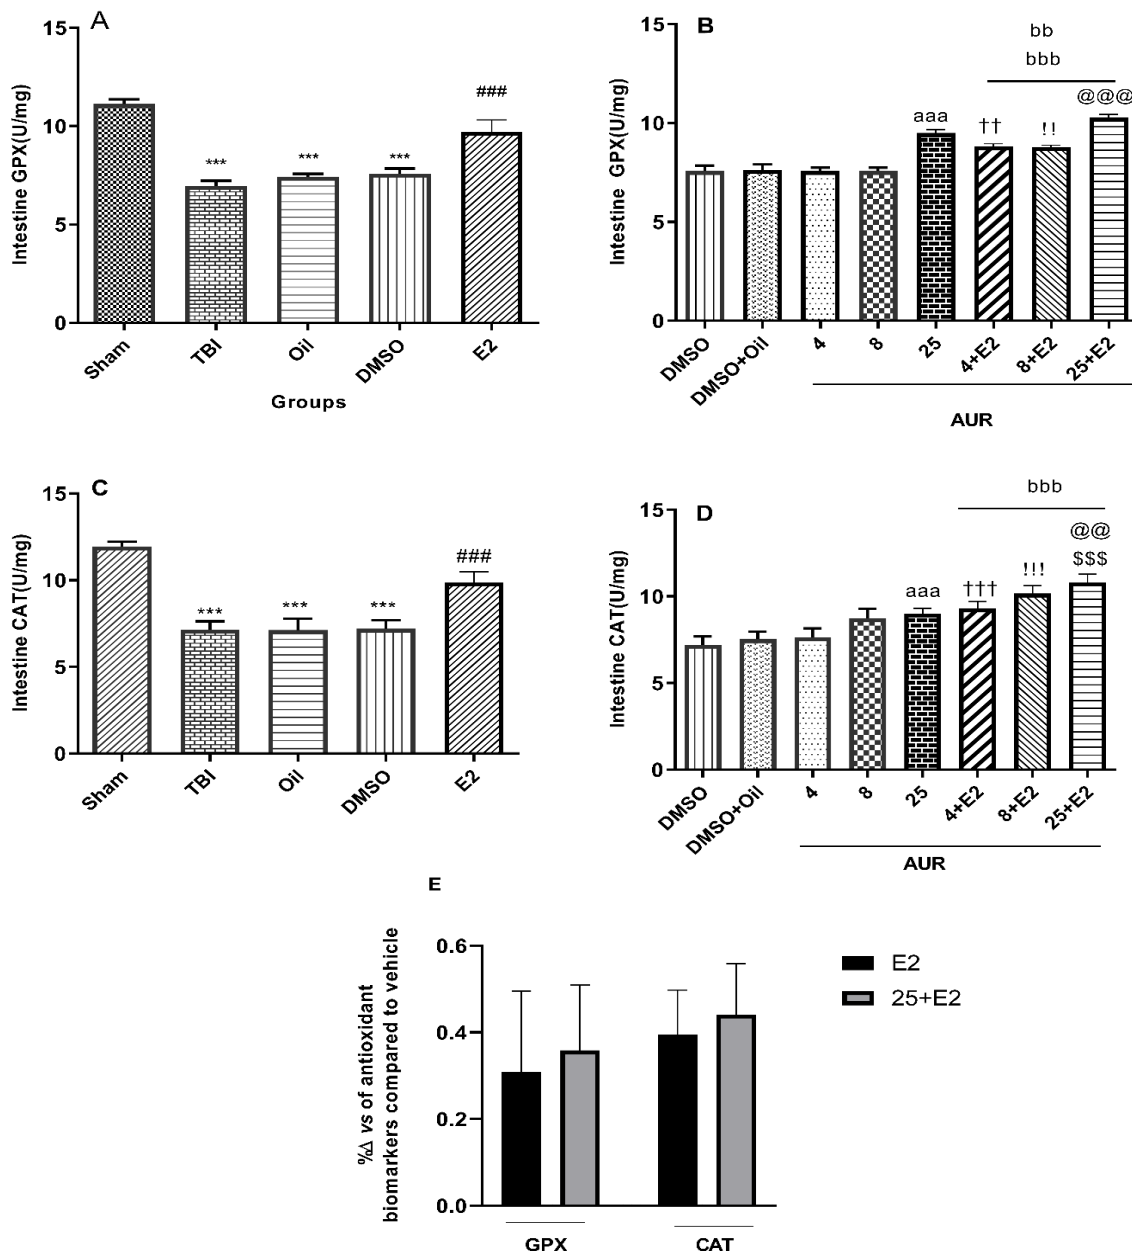 A
Intestine GPX(U/mg)
15
10
5
0
***
***
***
###
Sham
TBI
Oil
DMSO
E2
Groups
B
Intestine GPX(U/mg)
15
10
5
0
bb
bbb
aaa
††
!!
@@@
DMSO
DMSO+Oil
4
8
25
4+E2
8+E2
25+E2
AUR
C
Intestine CAT(U/mg)
15
10
5
0
***
***
***
###
Sham
TBI
Oil
DMSO
E2
D
Intestine CAT(U/mg)
15
10
5
0
bbb
aaa
†††
!!!
@@
$$$
DMSO
DMSO+Oil
4
8
25
4+E2
8+E2
25+E2
AUR
E
%Δ vs of antioxidant
biomarkers compared to vehicle
0.6
0.4
0.2
0.0
GPX
CAT
E2
25+E2